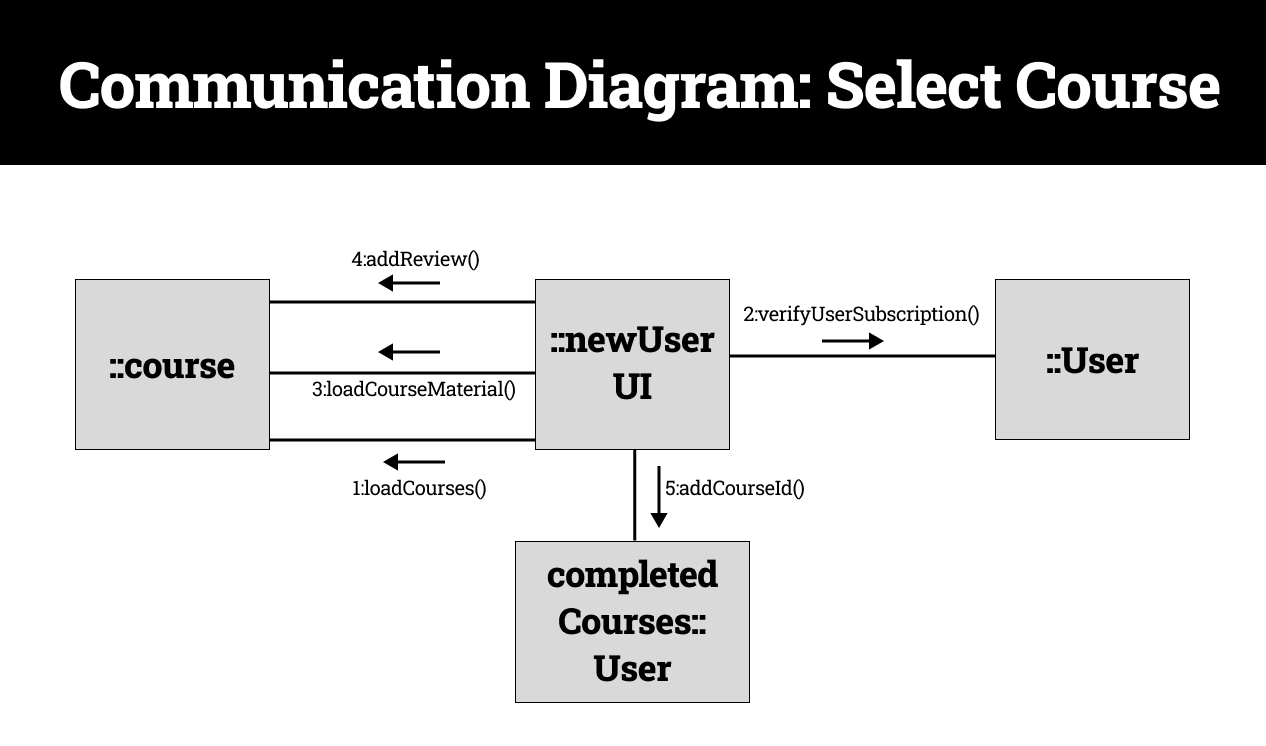 Communication Diagram: Select Course
4:addReview()
::course
3:loadCourseMaterial()
1:loadCourses()
::newUser
UI
2:verifyUserSubscription()
::User
5:addCourseId()
completed
Courses::
User